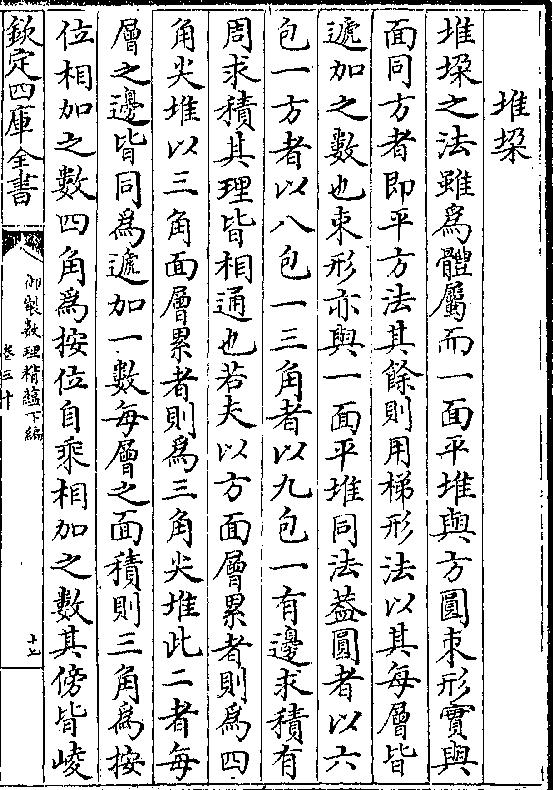 堆垜
堆垜之法雖為體屬而一面平堆與方圓束形實與
面同方者即平方法其餘則用梯形法以其每層皆
遞加之數也束形亦與一面平堆同法葢圓者以六
包一方者以八包一三角者以九包一有邊求積有
周求積其理皆相通也若夫以方面層累者則為四
角尖堆以三角面層累者則為三角尖堆此二者每
層之邊皆同為遞加一數每層之面積則三角為按
位相加之數四角為按位自乘相加之數其傍皆崚
欽定四庫全書
御製數理精蘊下編
卷三十